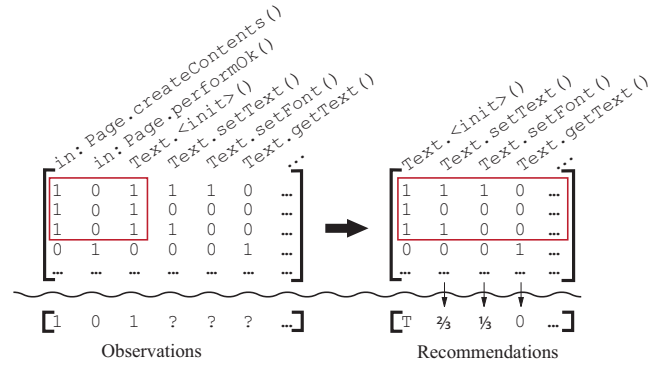 in: Page.createContents()
in: Page.performOk()
Text.<init>()
Text.setText()
Text.setFont()
Text.getText()
...
Text.<init>()
Text.setText()
Text.setFont()
Text.getText()
...
1 0 1 1 1 0 ...
1 0 1 0 0 0 ...
1 0 1 1 0 0 ...
0 1 0 0 0 1 ...
... ... ... ... ... ... ...
1 1 1 0 ...
1 0 0 0 ...
1 1 0 0 ...
0 0 0 1 ...
... ... ... ... ...
1 0 1 ? ? ? ...
T ⅔ ⅓ 0 ...
Observations
Recommendations